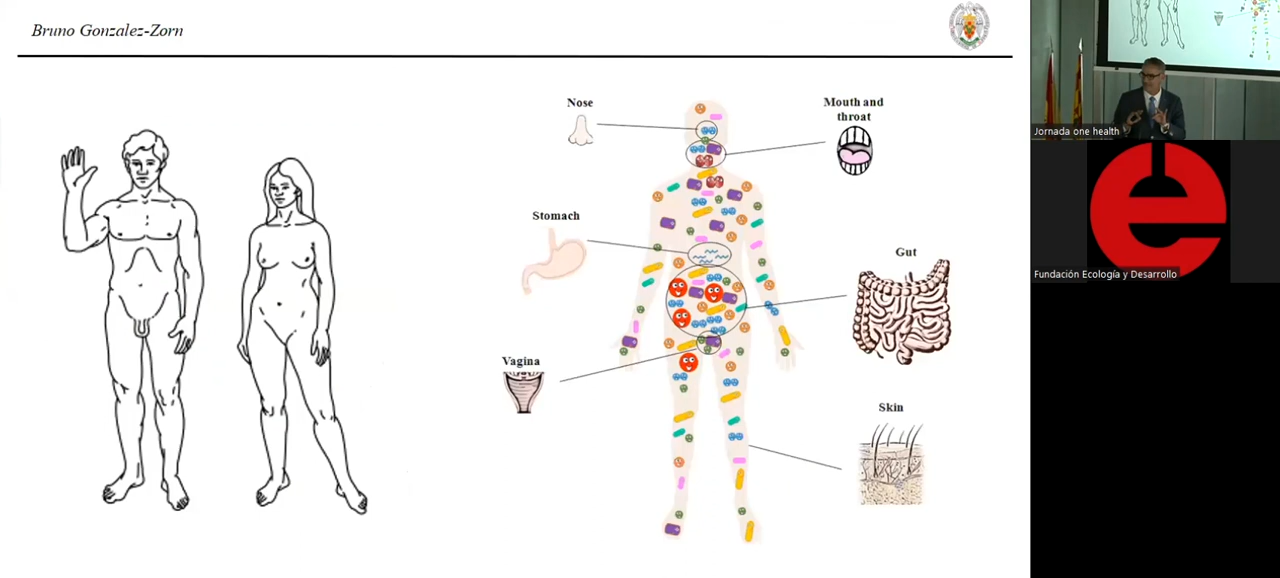 Bruno Gonzalez-Zorn
Nose
Mouth and
throat
Stomach
Gut
Vagina
Skin
Jornada one health
Fundación Ecología y Desarrollo